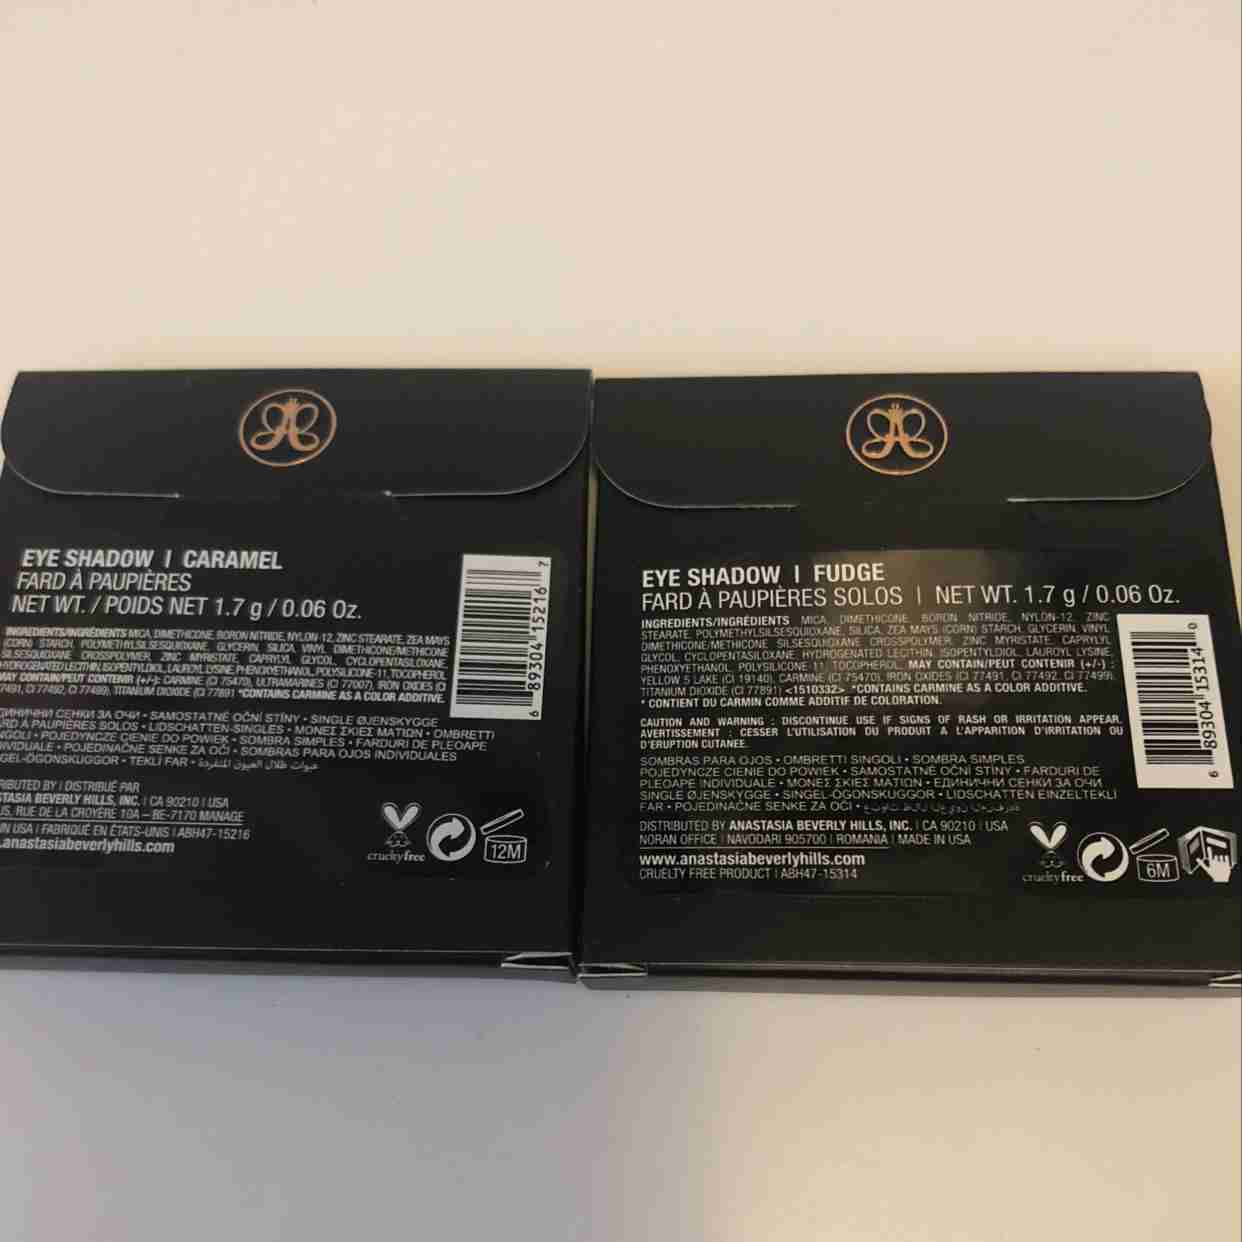 EYE SHADOW | CARAMEL
FARD À PAUPIÈRES
NET WT. / POIDS NET 1.7 g / 0.06 Oz.
INGREDIENTS/INGRÉDIENTS MICA, DIMETHICONE, BORON NITRIDE, NYLON-12, ZINC STEARATE, ZEA MAYS
(CORN) STARCH, POLYMETHYLSILSESQUIOXANE, GLYCERIN, SILICA, VINYL DIMETHICONE/METHICONE
SILSESQUIOXANE CROSSPOLYMER, ZINC MYRISTATE, CAPRYLYL GLYCOL, CYCLOPENTASILOXANE,
HYDROGENATED LECITHIN, ISOPENTYLDIOL, LAUROYL LYSINE, PHENOXYETHANOL, POLYSILICONE-11, TOCOPHEROL
MAY CONTAIN/PEUT CONTENIR (+/-): CARMINE (CI 75470), ULTRAMARINES (CI 77007), IRON OXIDES (CI
77491, CI 77492, CI 77499), TITANIUM DIOXIDE (CI 77891 *CONTAINS CARMINE AS A COLOR ADDITIVE.
СЕНКИ ЗА ОЧИ • SAMOSTATNÉ OČNÍ STÍNY • SINGLE ØJENSKYGGE
À PAUPIÈRES SOLOS • LIDSCHATTEN-SINGLES • ΜΟΝΕΣ ΣΚΙΕΣ ΜΑΤΙΩΝ • OMBRETTI
• POJEDYNCZE CIENIE DO POWIEK • SOMBRA SIMPLES • FARDURI DE PLEOAPE
• POJEDINAČNE SENKE ZA OČI • SOMBRAS PARA OJOS INDIVIDUALES
GEL-ÖGONSKUGGOR • TEKLİ FAR • عبوات ظلال العيون المنفردة
RIBUTED BY | DISTRIBUÉ PAR
TASIA BEVERLY HILLS, INC. | CA 90210 | USA
RUE DE LA CROYÈRE 10A – BE-7170 MANAGE
IN USA | FABRIQUÉ EN ÉTATS-UNIS | ABH47-15216
.anastasiabeverlyhills.com
crueltyfree
12M
6 89304 15216 7
EYE SHADOW | FUDGE
FARD À PAUPIÈRES SOLOS | NET WT. 1.7 g / 0.06 Oz.
INGREDIENTS/INGRÉDIENTS MICA, DIMETHICONE, BORON NITRIDE, NYLON-12, ZINC
STEARATE, POLYMETHYLSILSESQUIOXANE, SILICA, ZEA MAYS (CORN) STARCH, GLYCERIN, VINYL
DIMETHICONE/METHICONE SILSESQUIOXANE CROSSPOLYMER, ZINC MYRISTATE, CAPRYLYL
GLYCOL, CYCLOPENTASILOXANE, HYDROGENATED LECITHIN, ISOPENTYLDIOL, LAUROYL LYSINE,
PHENOXYETHANOL, POLYSILICONE-11, TOCOPHEROL. MAY CONTAIN/PEUT CONTENIR (+/-) :
YELLOW 5 LAKE (CI 19140), CARMINE (CI 75470), IRON OXIDES (CI 77491, CI 77492, CI 77499),
TITANIUM DIOXIDE (CI 77891) <1510332> *CONTAINS CARMINE AS A COLOR ADDITIVE.
* CONTIENT DU CARMIN COMME ADDITIF DE COLORATION.
CAUTION AND WARNING : DISCONTINUE USE IF SIGNS OF RASH OR IRRITATION APPEAR.
AVERTISSEMENT : CESSER L'UTILISATION DU PRODUIT A L'APPARITION D'IRRITATION OU
D'ERUPTION CUTANEE.
SOMBRAS PARA OJOS • OMBRETTI SINGOLI • SOMBRA SIMPLES
POJEDYNCZE CIENIE DO POWIEK • SAMOSTATNÉ OČNÍ STÍNY • FARDURI DE
PLEOAPE INDIVIDUALE • ΜΟΝΕΣ ΣΚΙΕΣ ΜΑΤΙΩΝ • ЕДИНИЧНИ СЕНКИ ЗА ОЧИ
SINGLE ØJENSKYGGE • SINGEL-ÖGONSKUGGOR • LIDSCHATTEN EINZELTEKLİ
FAR • POJEDINAČNE SENKE ZA OČI •
DISTRIBUTED BY ANASTASIA BEVERLY HILLS, INC. | CA 90210 | USA
NORAN OFFICE | NAVODARI 905700 | ROMANIA | MADE IN USA
www.anastasiabeverlyhills.com
CRUELTY FREE PRODUCT | ABH47-15314
crueltyfree
6M
6 89304 15314 0